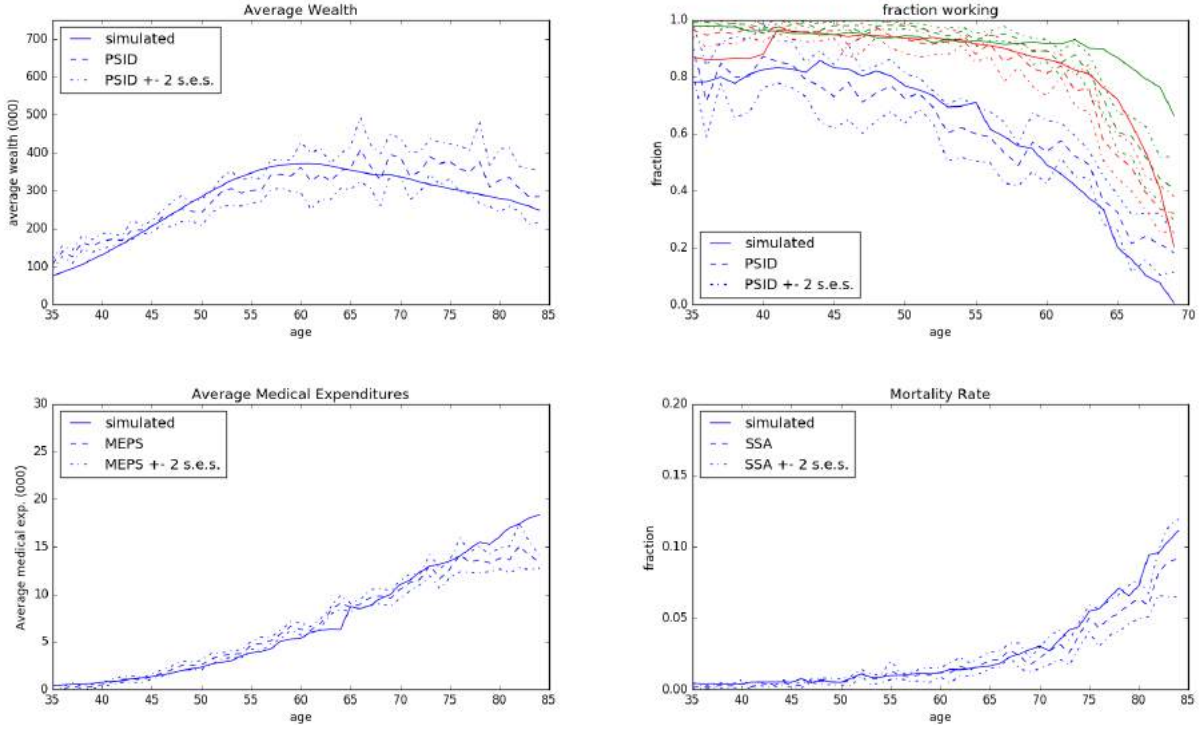 Average Wealth
700
600
500
400
300
200
100
0
average wealth (000)
simulated
PSID
PSID +- 2 s.e.s.
35 40 45 50 55 60 65 70 75 80 85
age
fraction working
1.0
0.8
0.6
0.4
0.2
0.0
fraction
simulated
PSID
PSID +- 2 s.e.s.
35 40 45 50 55 60 65 70
age
Average Medical Expenditures
30
25
20
15
10
5
0
Average medical exp. (000)
simulated
MEPS
MEPS +- 2 s.e.s.
35 40 45 50 55 60 65 70 75 80 85
age
Mortality Rate
0.20
0.15
0.10
0.05
0.00
fraction
simulated
SSA
SSA +- 2 s.e.s.
35 40 45 50 55 60 65 70 75 80 85
age